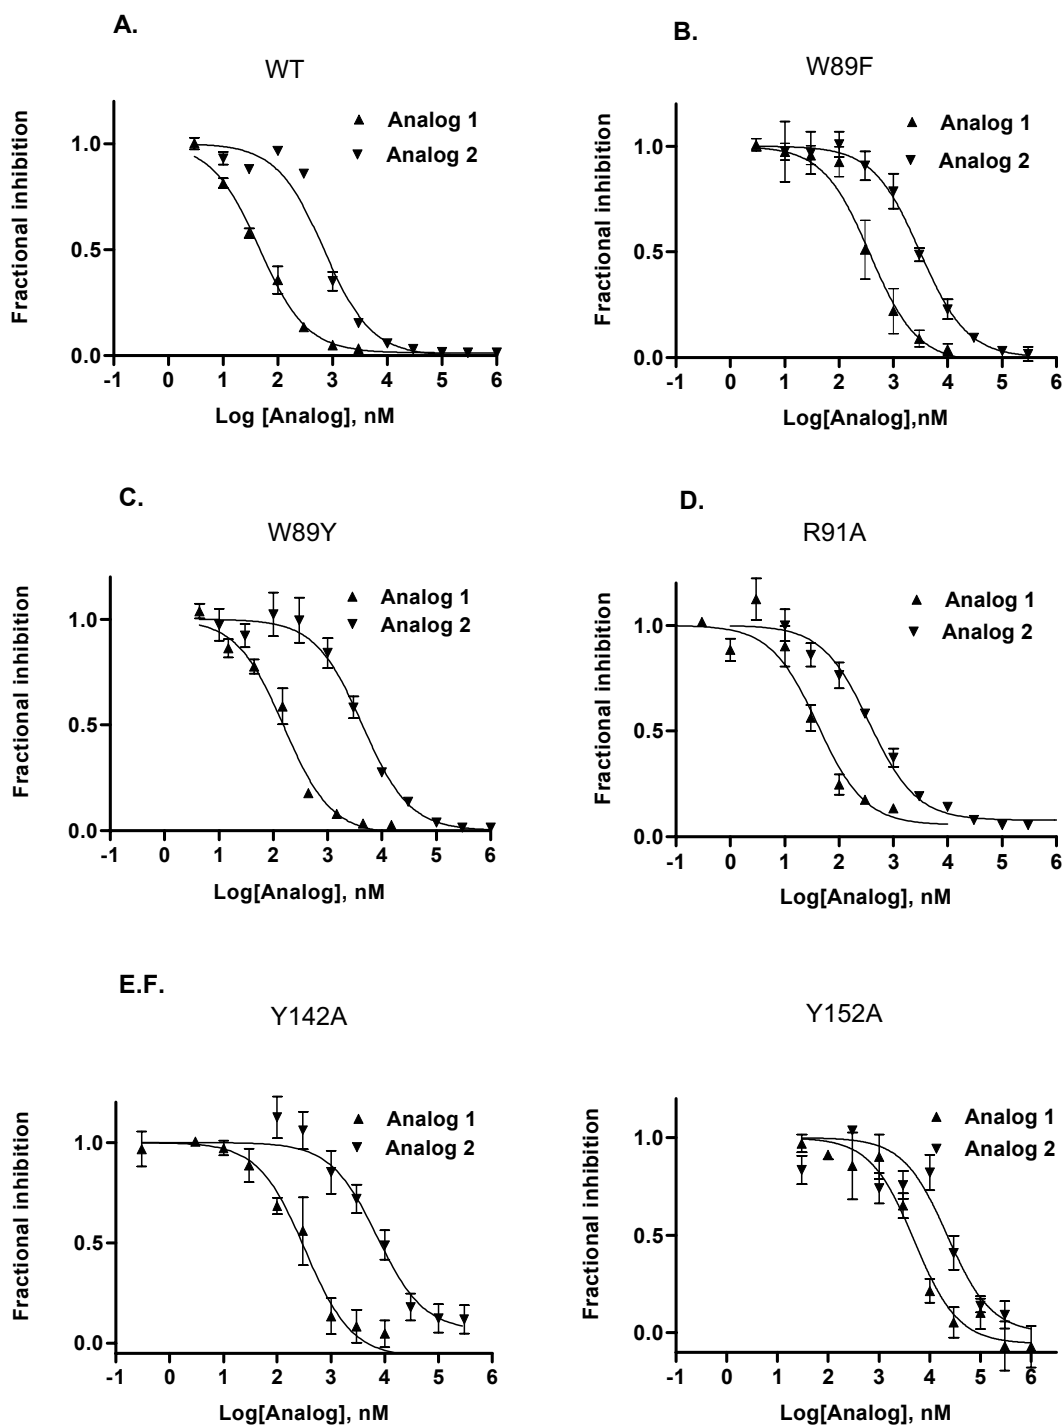 A.
WT
Fractional inhibition
Analog 1
Analog 2
1.0
0.5
0.0
-1 0 1 2 3 4 5 6
Log [Analog], nM
B.
W89F
Fractional inhibition
Analog 1
Analog 2
1.0
0.5
0.0
-1 0 1 2 3 4 5 6
Log[Analog],nM
C.
W89Y
Fractional inhibition
Analog 1
Analog 2
1.0
0.5
0.0
-1 0 1 2 3 4 5 6
Log[Analog], nM
D.
R91A
Fractional inhibition
Analog 1
Analog 2
1.0
0.5
0.0
-1 0 1 2 3 4 5 6
Log[Analog], nM
E.F.
Y142A
Fractional inhibition
Analog 1
Analog 2
1.0
0.5
0.0
-1 0 1 2 3 4 5 6
Log[Analog], nM
Y152A
Fractional inhibition
Analog 1
Analog 2
1.0
0.5
0.0
-1 0 1 2 3 4 5 6
Log[Analog], nM